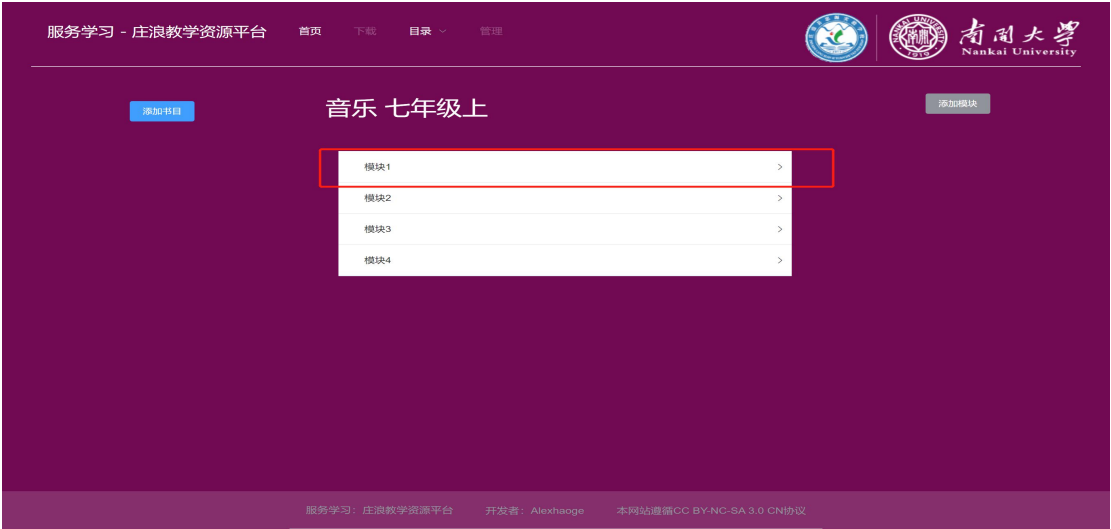 服务学习 - 庄浪教学资源平台 首页 下载 目录 管理
南开大学
Nankai University
添加书目
音乐 七年级上
添加模块
模块1
模块2
模块3
模块4
服务学习：庄浪教学资源平台 开发者：Alexhaoge 本网站遵循CC BY-NC-SA 3.0 CN协议